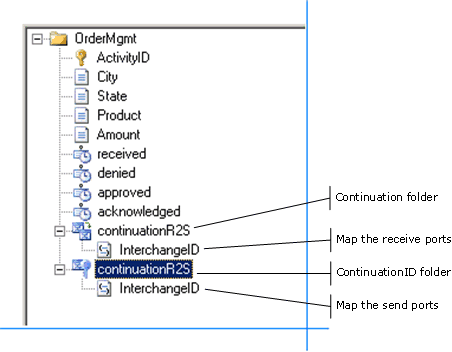 OrderMgmt
ActivityID
City
State
Product
Amount
received
denied
approved
acknowledged
continuationR2S
InterchangeID
continuationR2S
InterchangeID
Continuation folder
Map the receive ports
ContinuationID folder
Map the send ports